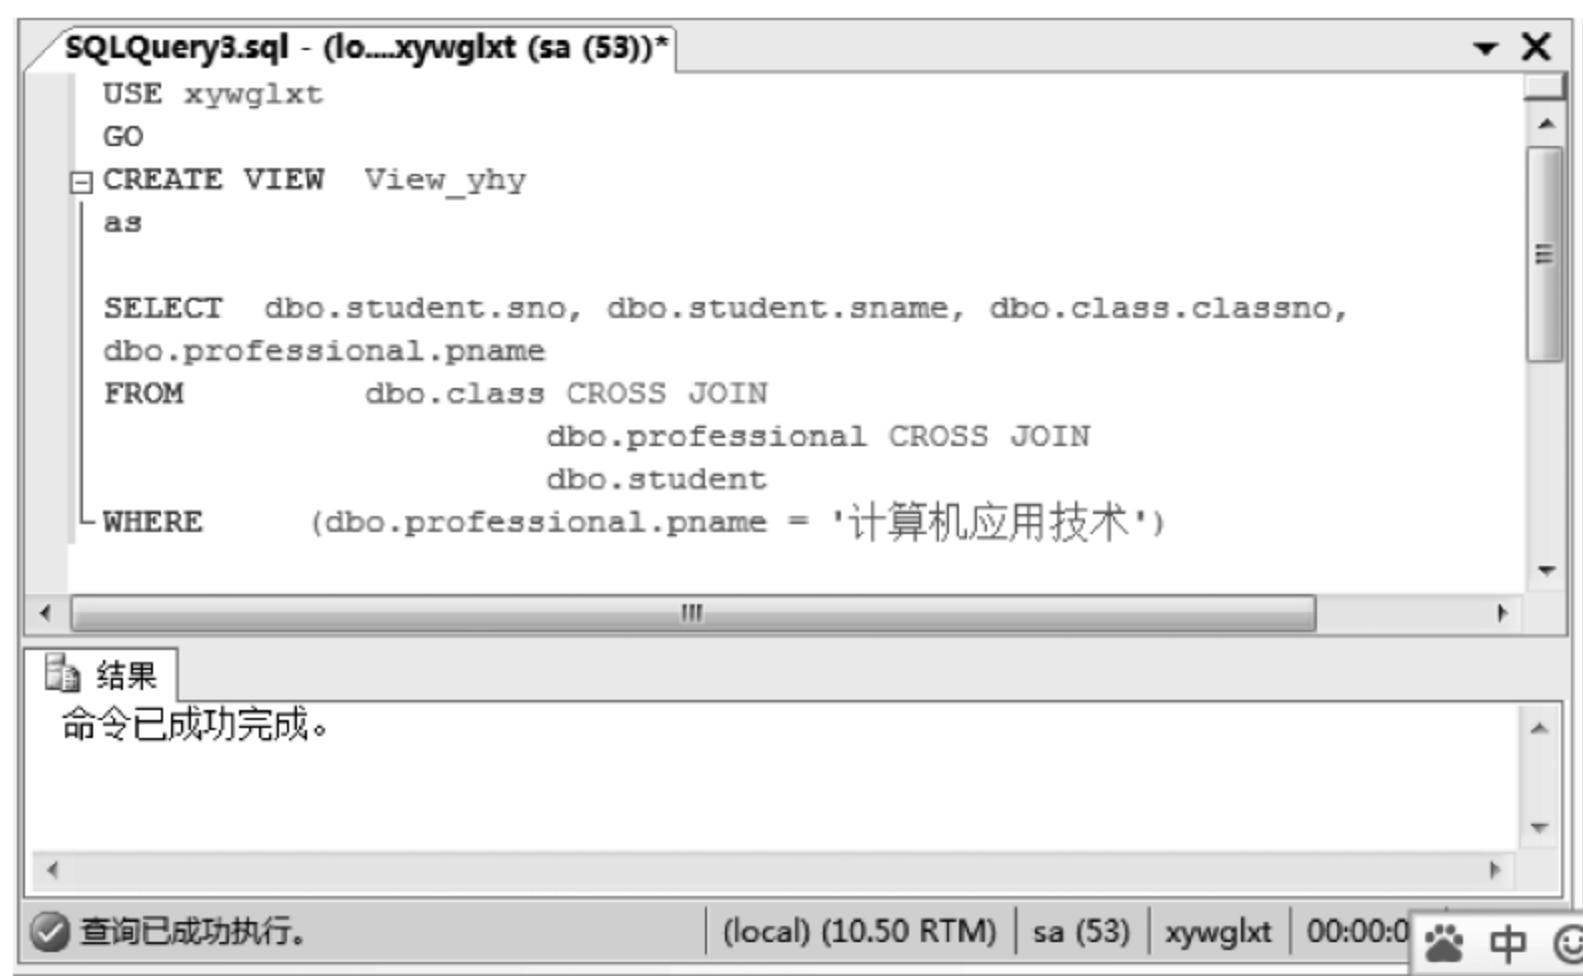 SQLQuery3.sql - (lo....xywglxt (sa (53))*
USE xywglxt
GO
CREATE VIEW View_yhy
as
SELECT dbo.student.sno, dbo.student.sname, dbo.class.classno,
dbo.professional.pname
FROM dbo.class CROSS JOIN
dbo.professional CROSS JOIN
dbo.student
WHERE (dbo.professional.pname = '计算机应用技术')
结果
命令已成功完成。
查询已成功执行。 (local) (10.50 RTM) sa (53) xywglxt 00:00:0 中